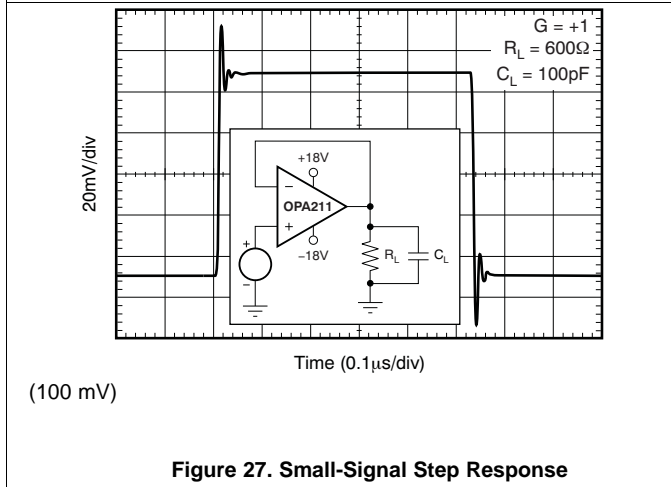 G = +1
R_L = 600Ω
C_L = 100pF
20mV/div
+18V
−
OPA211
+
+
−
−18V
R_L
C_L
Time (0.1μs/div)
(100 mV)
Figure 27. Small-Signal Step Response